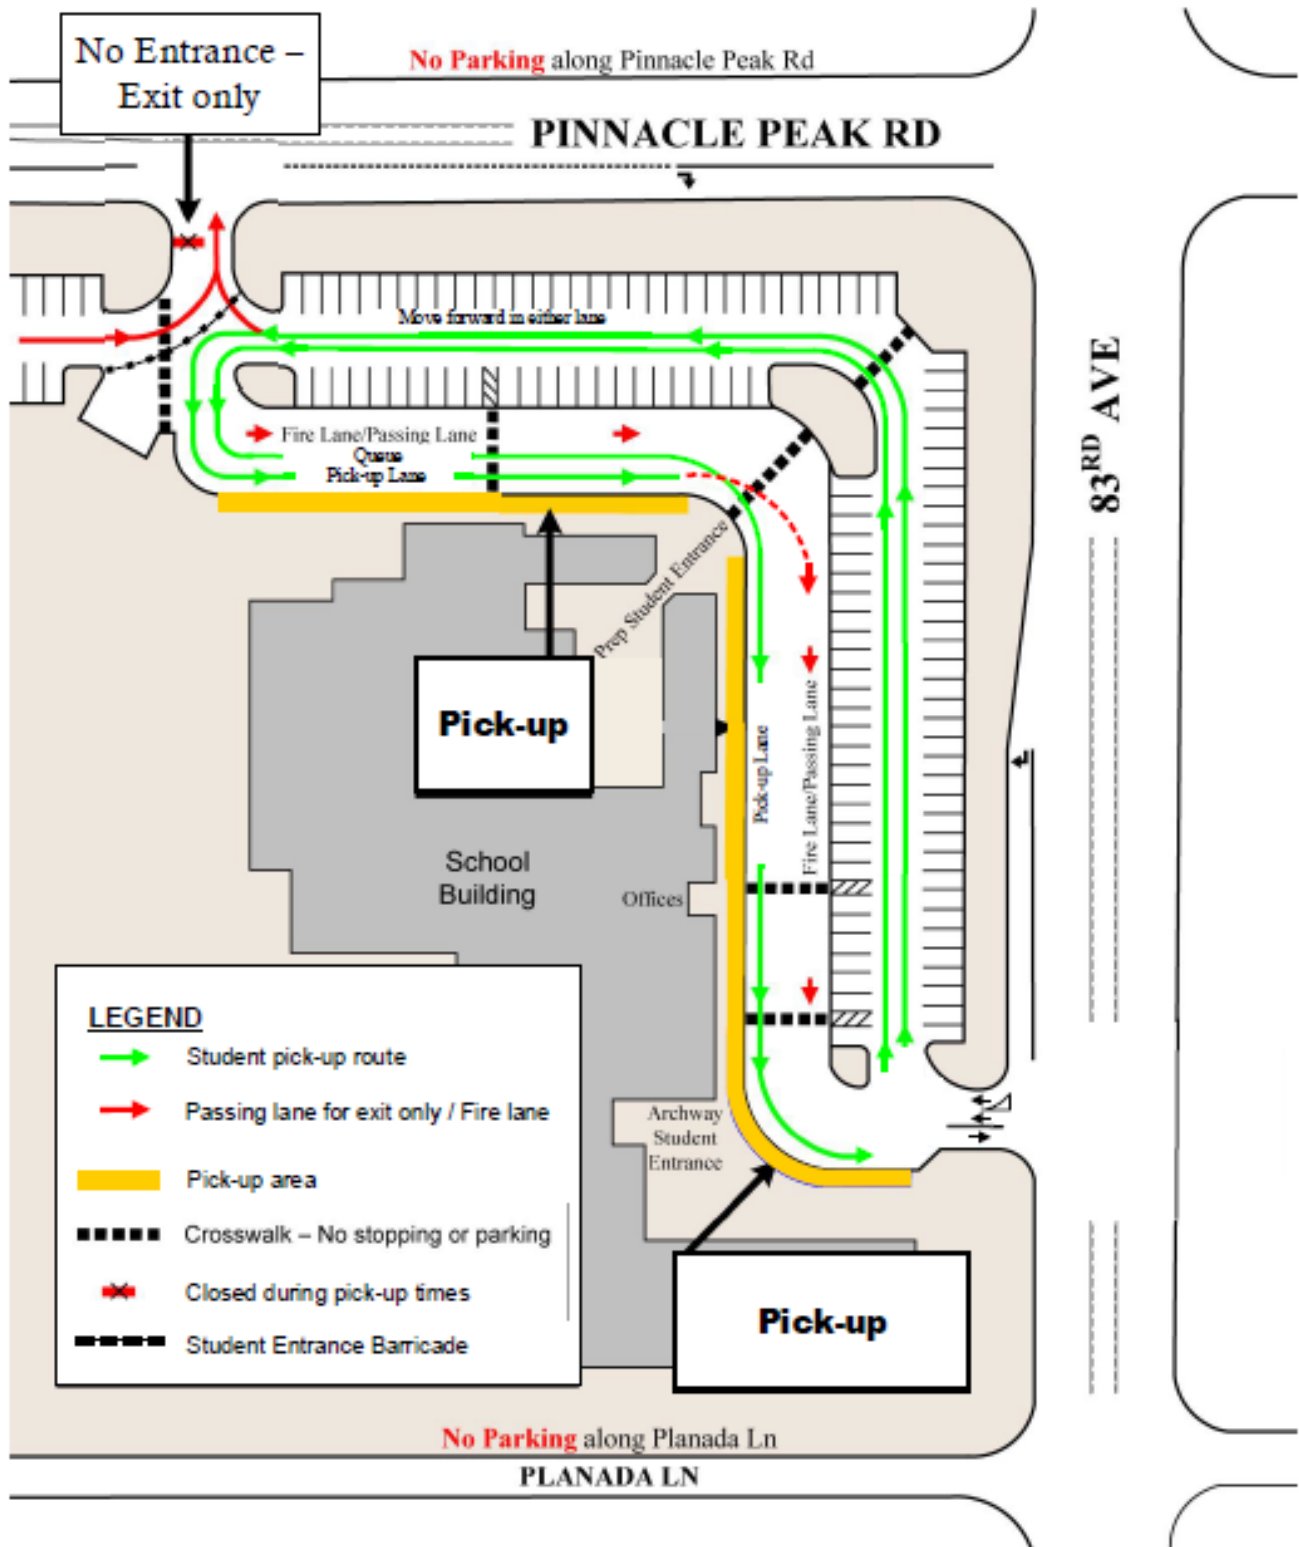 No Entrance –
Exit only
No Parking along Pinnacle Peak Rd
PINNACLE PEAK RD
Move forward in either lane
Fire Lane/Passing Lane
Queue
Pick-up Lane
83RD AVE
Prep Student Entrance
Pick-up
Pick-up Lane
Fire Lane/Passing Lane
School
Building
Offices
LEGEND
Student pick-up route
Passing lane for exit only / Fire lane
Pick-up area
Crosswalk – No stopping or parking
Closed during pick-up times
Student Entrance Barricade
Archway
Student
Entrance
Pick-up
No Parking along Planada Ln
PLANADA LN